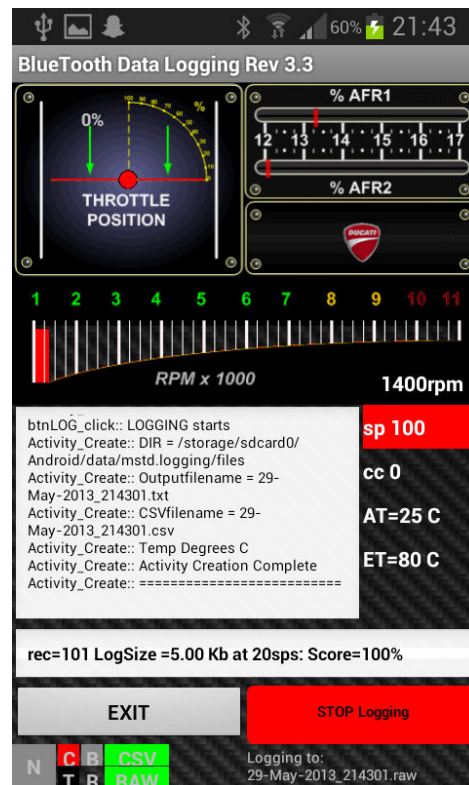 60% 21:43
BlueTooth Data Logging Rev 3.3
0%
100 90 80 70 %
THROTTLE
POSITION
% AFR1
12 13 14 15 16 17
% AFR2
DUCATI
1 2 3 4 5 6 7 8 9 10 11
RPM x 1000
1400rpm
btnLOG_click:: LOGGING starts
Activity_Create:: DIR = /storage/sdcard0/
Android/data/mstd.logging/files
Activity_Create:: Outputfilename = 29-
May-2013_214301.txt
Activity_Create:: CSVfilename = 29-
May-2013_214301.csv
Activity_Create:: Temp Degrees C
Activity_Create:: Activity Creation Complete
Activity_Create:: ==========================
sp 100
cc 0
AT=25 C
ET=80 C
rec=101 LogSize =5.00 Kb at 20sps: Score=100%
EXIT
STOP Logging
N
C B CSV
T R RAW
Logging to:
29-May-2013_214301.raw